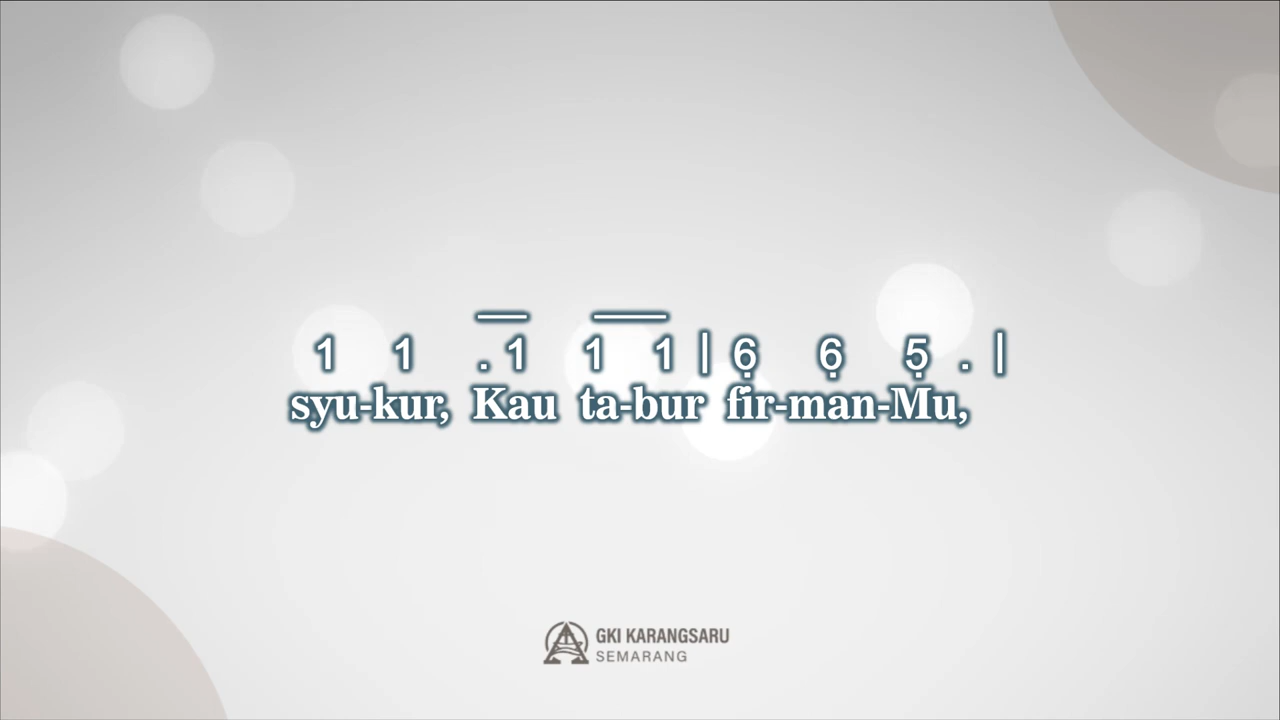 1 1 . 1 1 1 | 6̣ 6̣ 5̣ . |
syu-kur, Kau ta-bur fir-man-Mu,
GKI KARANGSARU
SEMARANG